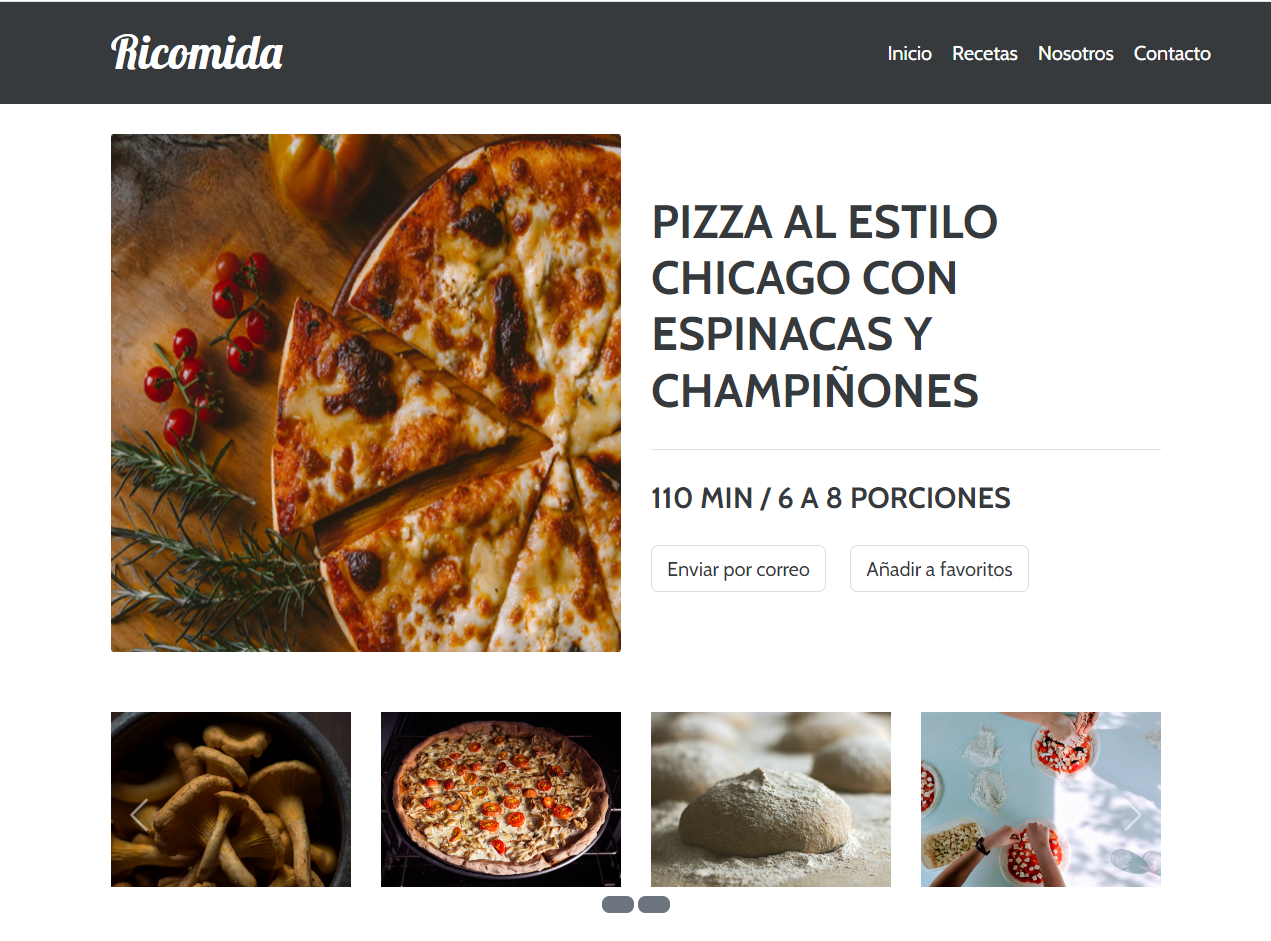 Ricomida
Inicio Recetas Nosotros Contacto
PIZZA AL ESTILO
CHICAGO CON
ESPINACAS Y
CHAMPIÑONES
110 MIN / 6 A 8 PORCIONES
Enviar por correo Añadir a favoritos